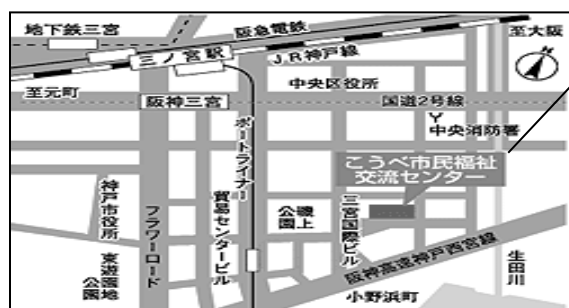 地下鉄三宮
阪急電鉄
至大阪
三ノ宮駅
JR神戸線
中央区役所
至元町
阪神三宮
国道2号線
Y
中央消防署
ポートライナー
こうべ市民福祉
交流センター
神戸市役所
フラワーロード
貿易センタービル
磯上
公園
三宮国際ビル
東遊園地
公園
阪神高速神戸西宮線
生田川
小野浜町